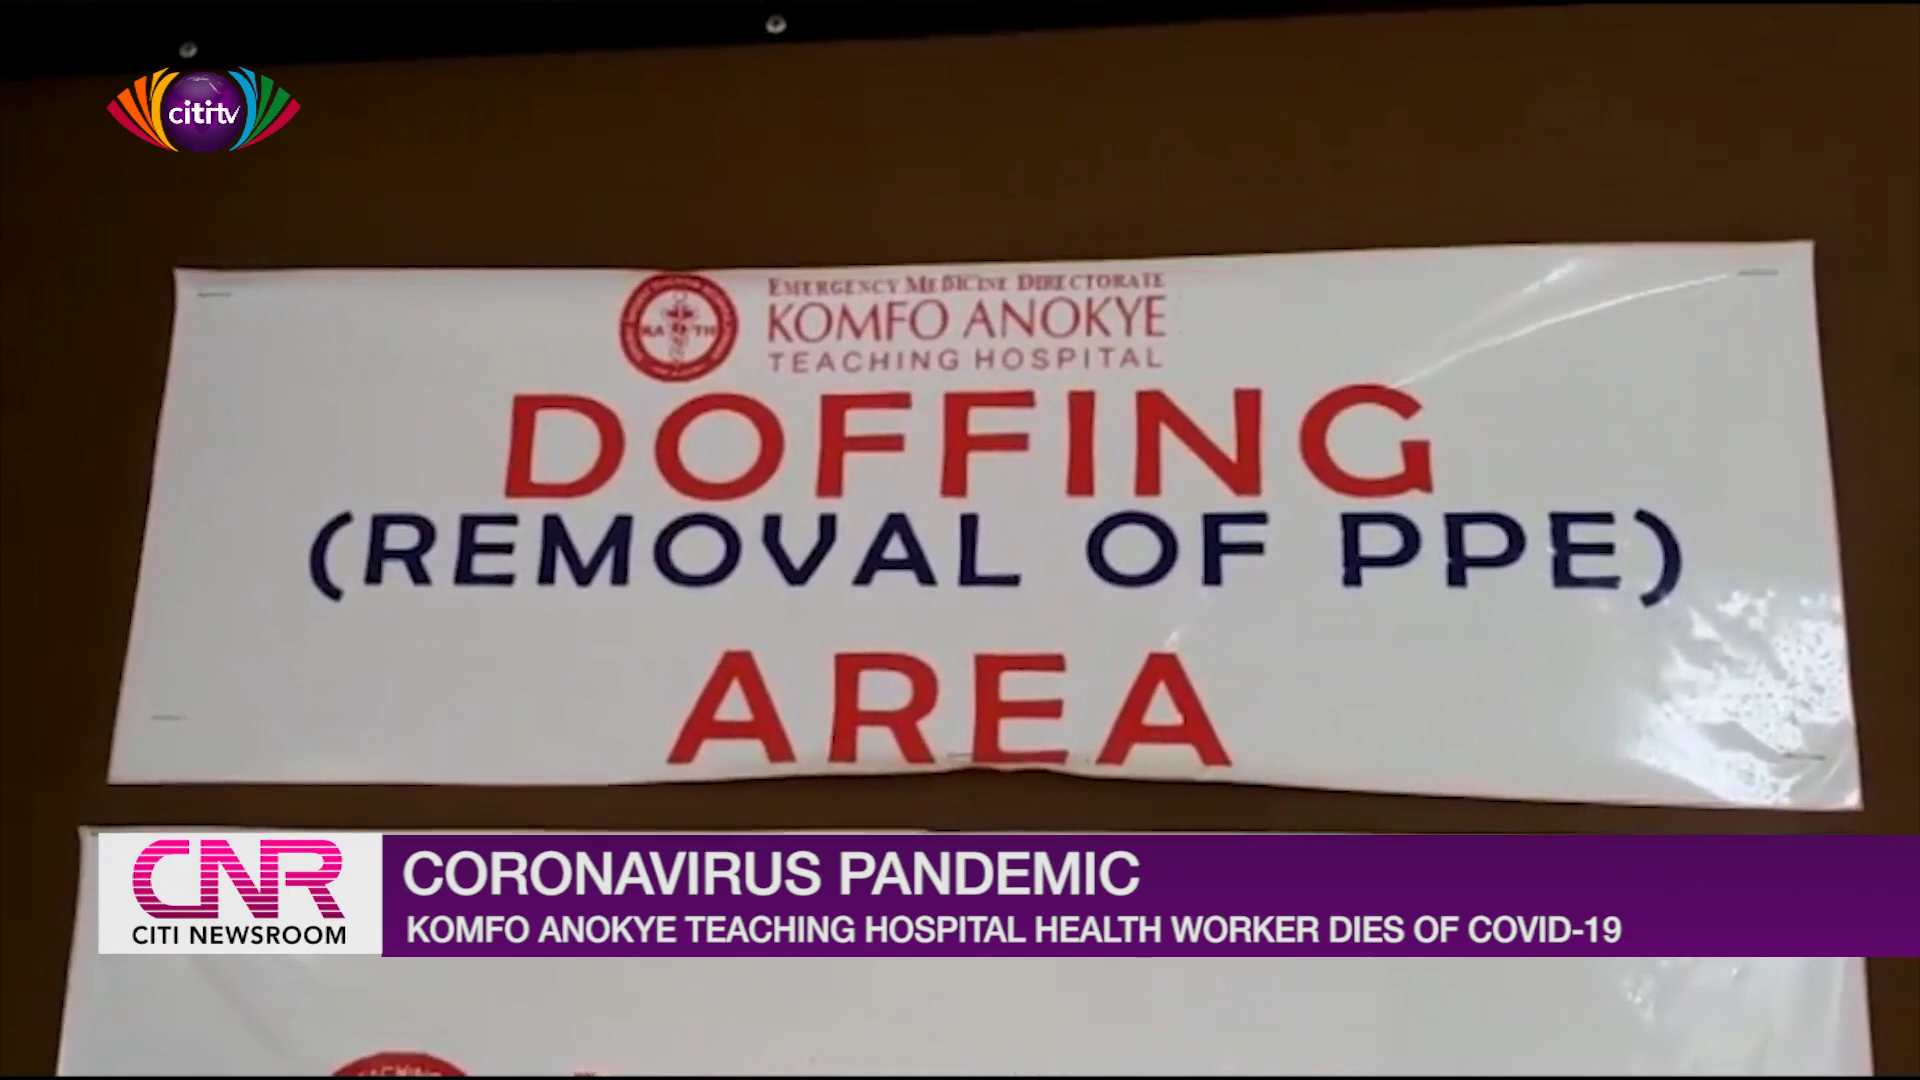 citi tv
EMERGENCY MEDICINE DIRECTORATE
KOMFO ANOKYE
TEACHING HOSPITAL
KATH
DOFFING
(REMOVAL OF PPE)
AREA
CNR
CITI NEWSROOM
CORONAVIRUS PANDEMIC
KOMFO ANOKYE TEACHING HOSPITAL HEALTH WORKER DIES OF COVID-19